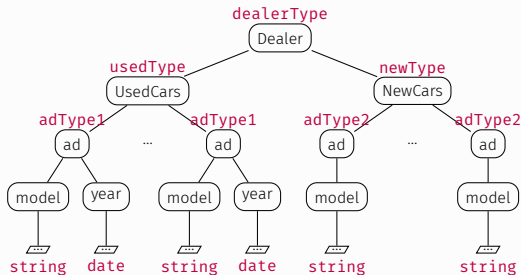 dealerType
Dealer
usedType newType
UsedCars NewCars
adType1 adType1 adType2 adType2
ad ... ad ad ... ad
model year model year model model
... ... ... ... ... ...
string date string date string string